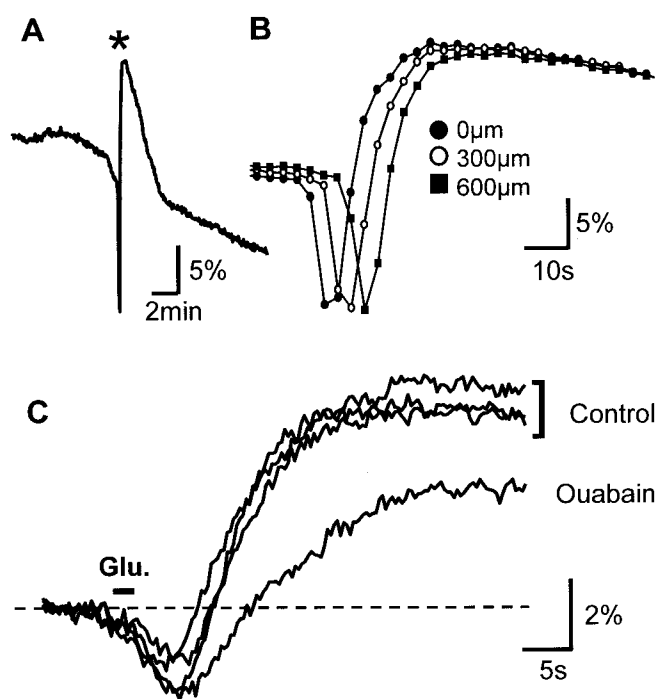 A
*
5%
2min
B
0μm
300μm
600μm
5%
10s
C
Control
Ouabain
Glu.
2%
5s